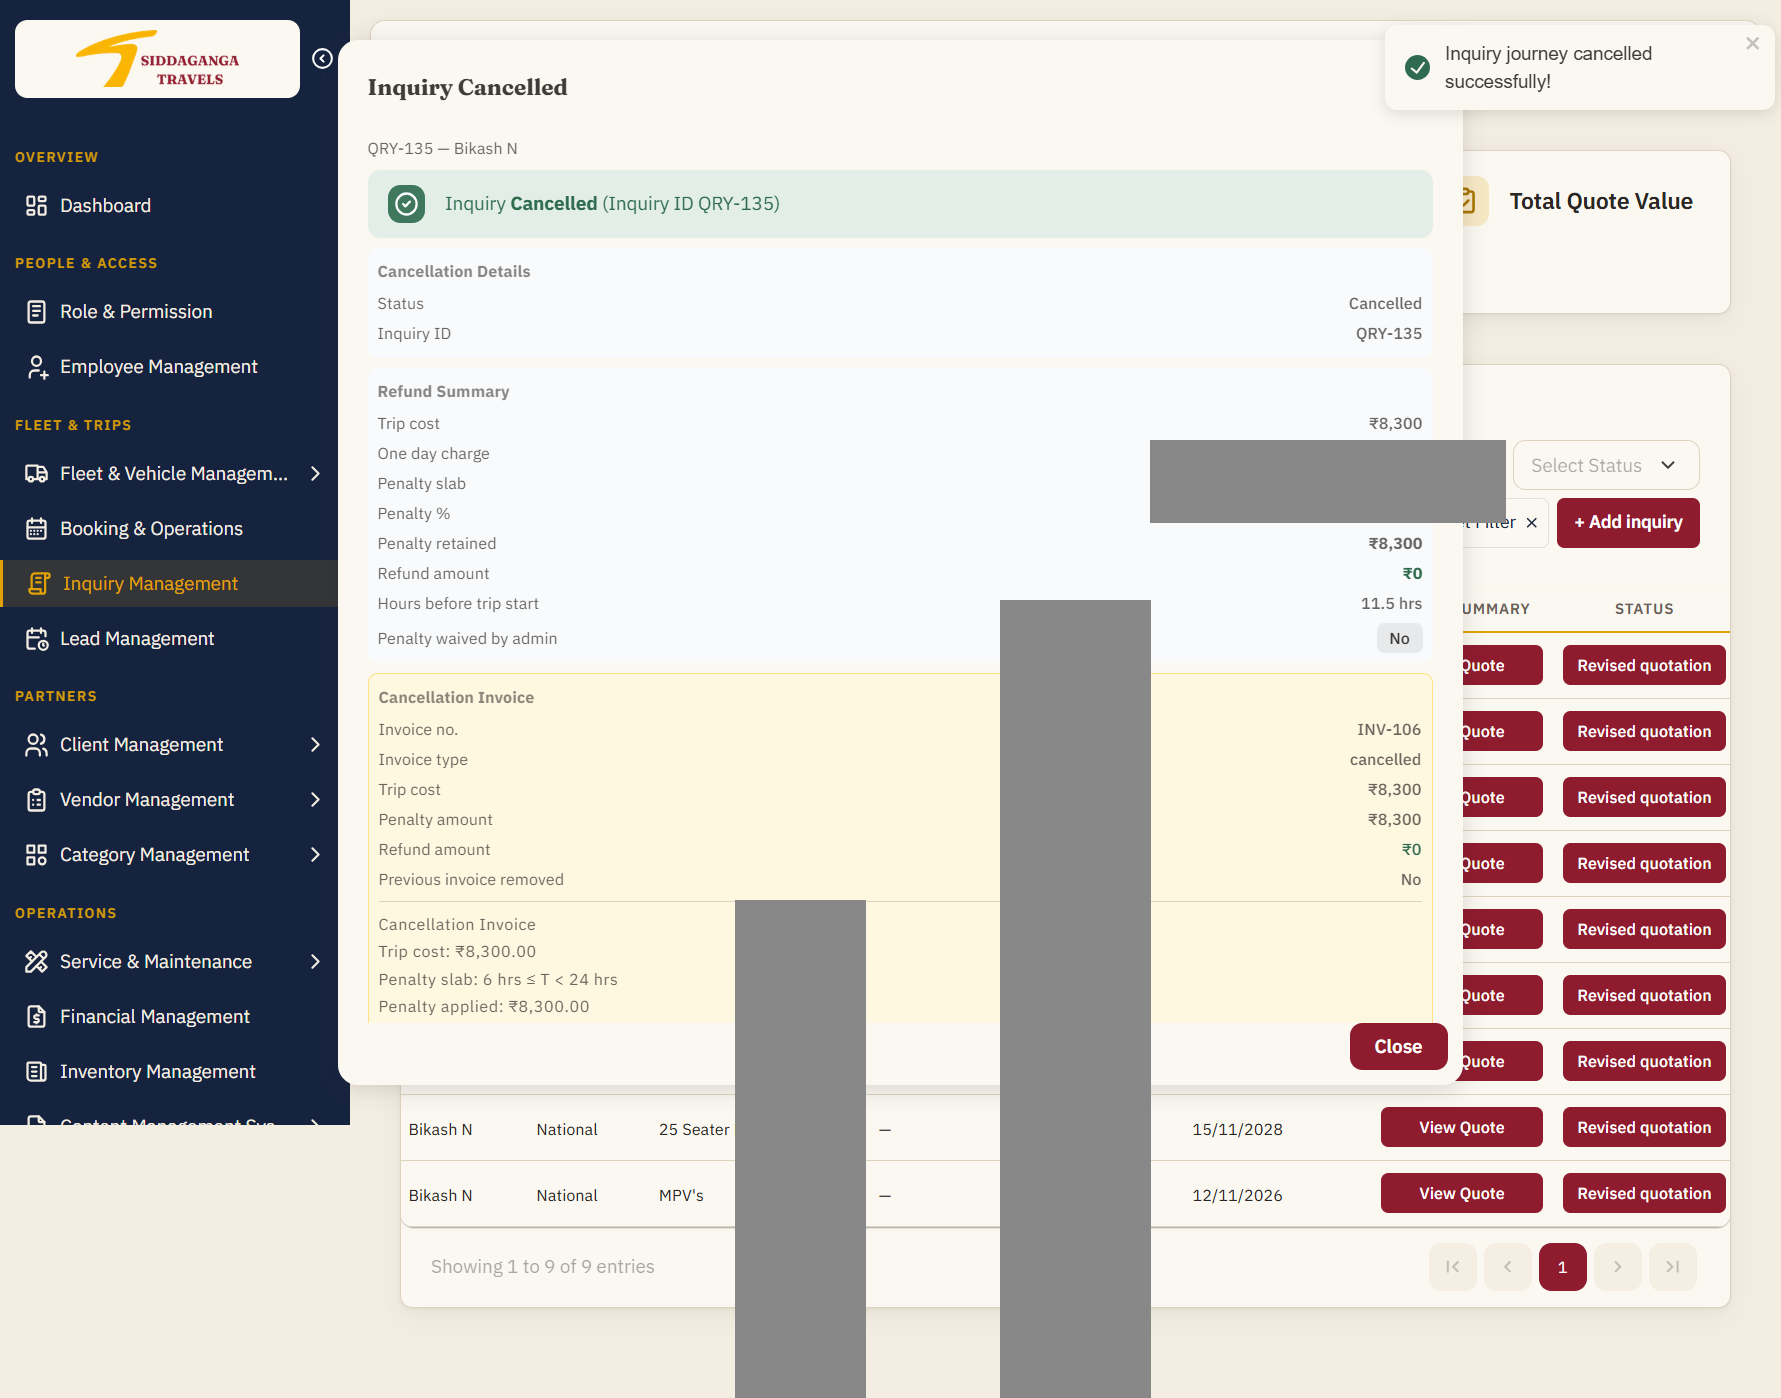 SIDDAGANGA
TRAVELS
OVERVIEW
Dashboard
PEOPLE & ACCESS
Role & Permission
Employee Management
FLEET & TRIPS
Fleet & Vehicle Managem...
Booking & Operations
Inquiry Management
Lead Management
PARTNERS
Client Management
Vendor Management
Category Management
OPERATIONS
Service & Maintenance
Financial Management
Inventory Management
Content Management Sys...
Inquiry Cancelled
QRY-135 — Bikash N
Inquiry Cancelled (Inquiry ID QRY-135)
Cancellation Details
Status Cancelled
Inquiry ID QRY-135
Refund Summary
Trip cost ₹8,300
One day charge
Penalty slab
Penalty %
Penalty retained ₹8,300
Refund amount ₹0
Hours before trip start 11.5 hrs
Penalty waived by admin No
Cancellation Invoice
Invoice no. INV-106
Invoice type cancelled
Trip cost ₹8,300
Penalty amount ₹8,300
Refund amount ₹0
Previous invoice removed No
Cancellation Invoice
Trip cost: ₹8,300.00
Penalty slab: 6 hrs ≤ T < 24 hrs
Penalty applied: ₹8,300.00
Close
Inquiry journey cancelled
successfully!
Total Quote Value
Select Status
+ Add inquiry
STATUS
Quote Revised quotation
Quote Revised quotation
Quote Revised quotation
Quote Revised quotation
Quote Revised quotation
Quote Revised quotation
Quote Revised quotation
Bikash N National 25 Seater — 15/11/2028 View Quote Revised quotation
Bikash N National MPV's — 12/11/2026 View Quote Revised quotation
Showing 1 to 9 of 9 entries
1